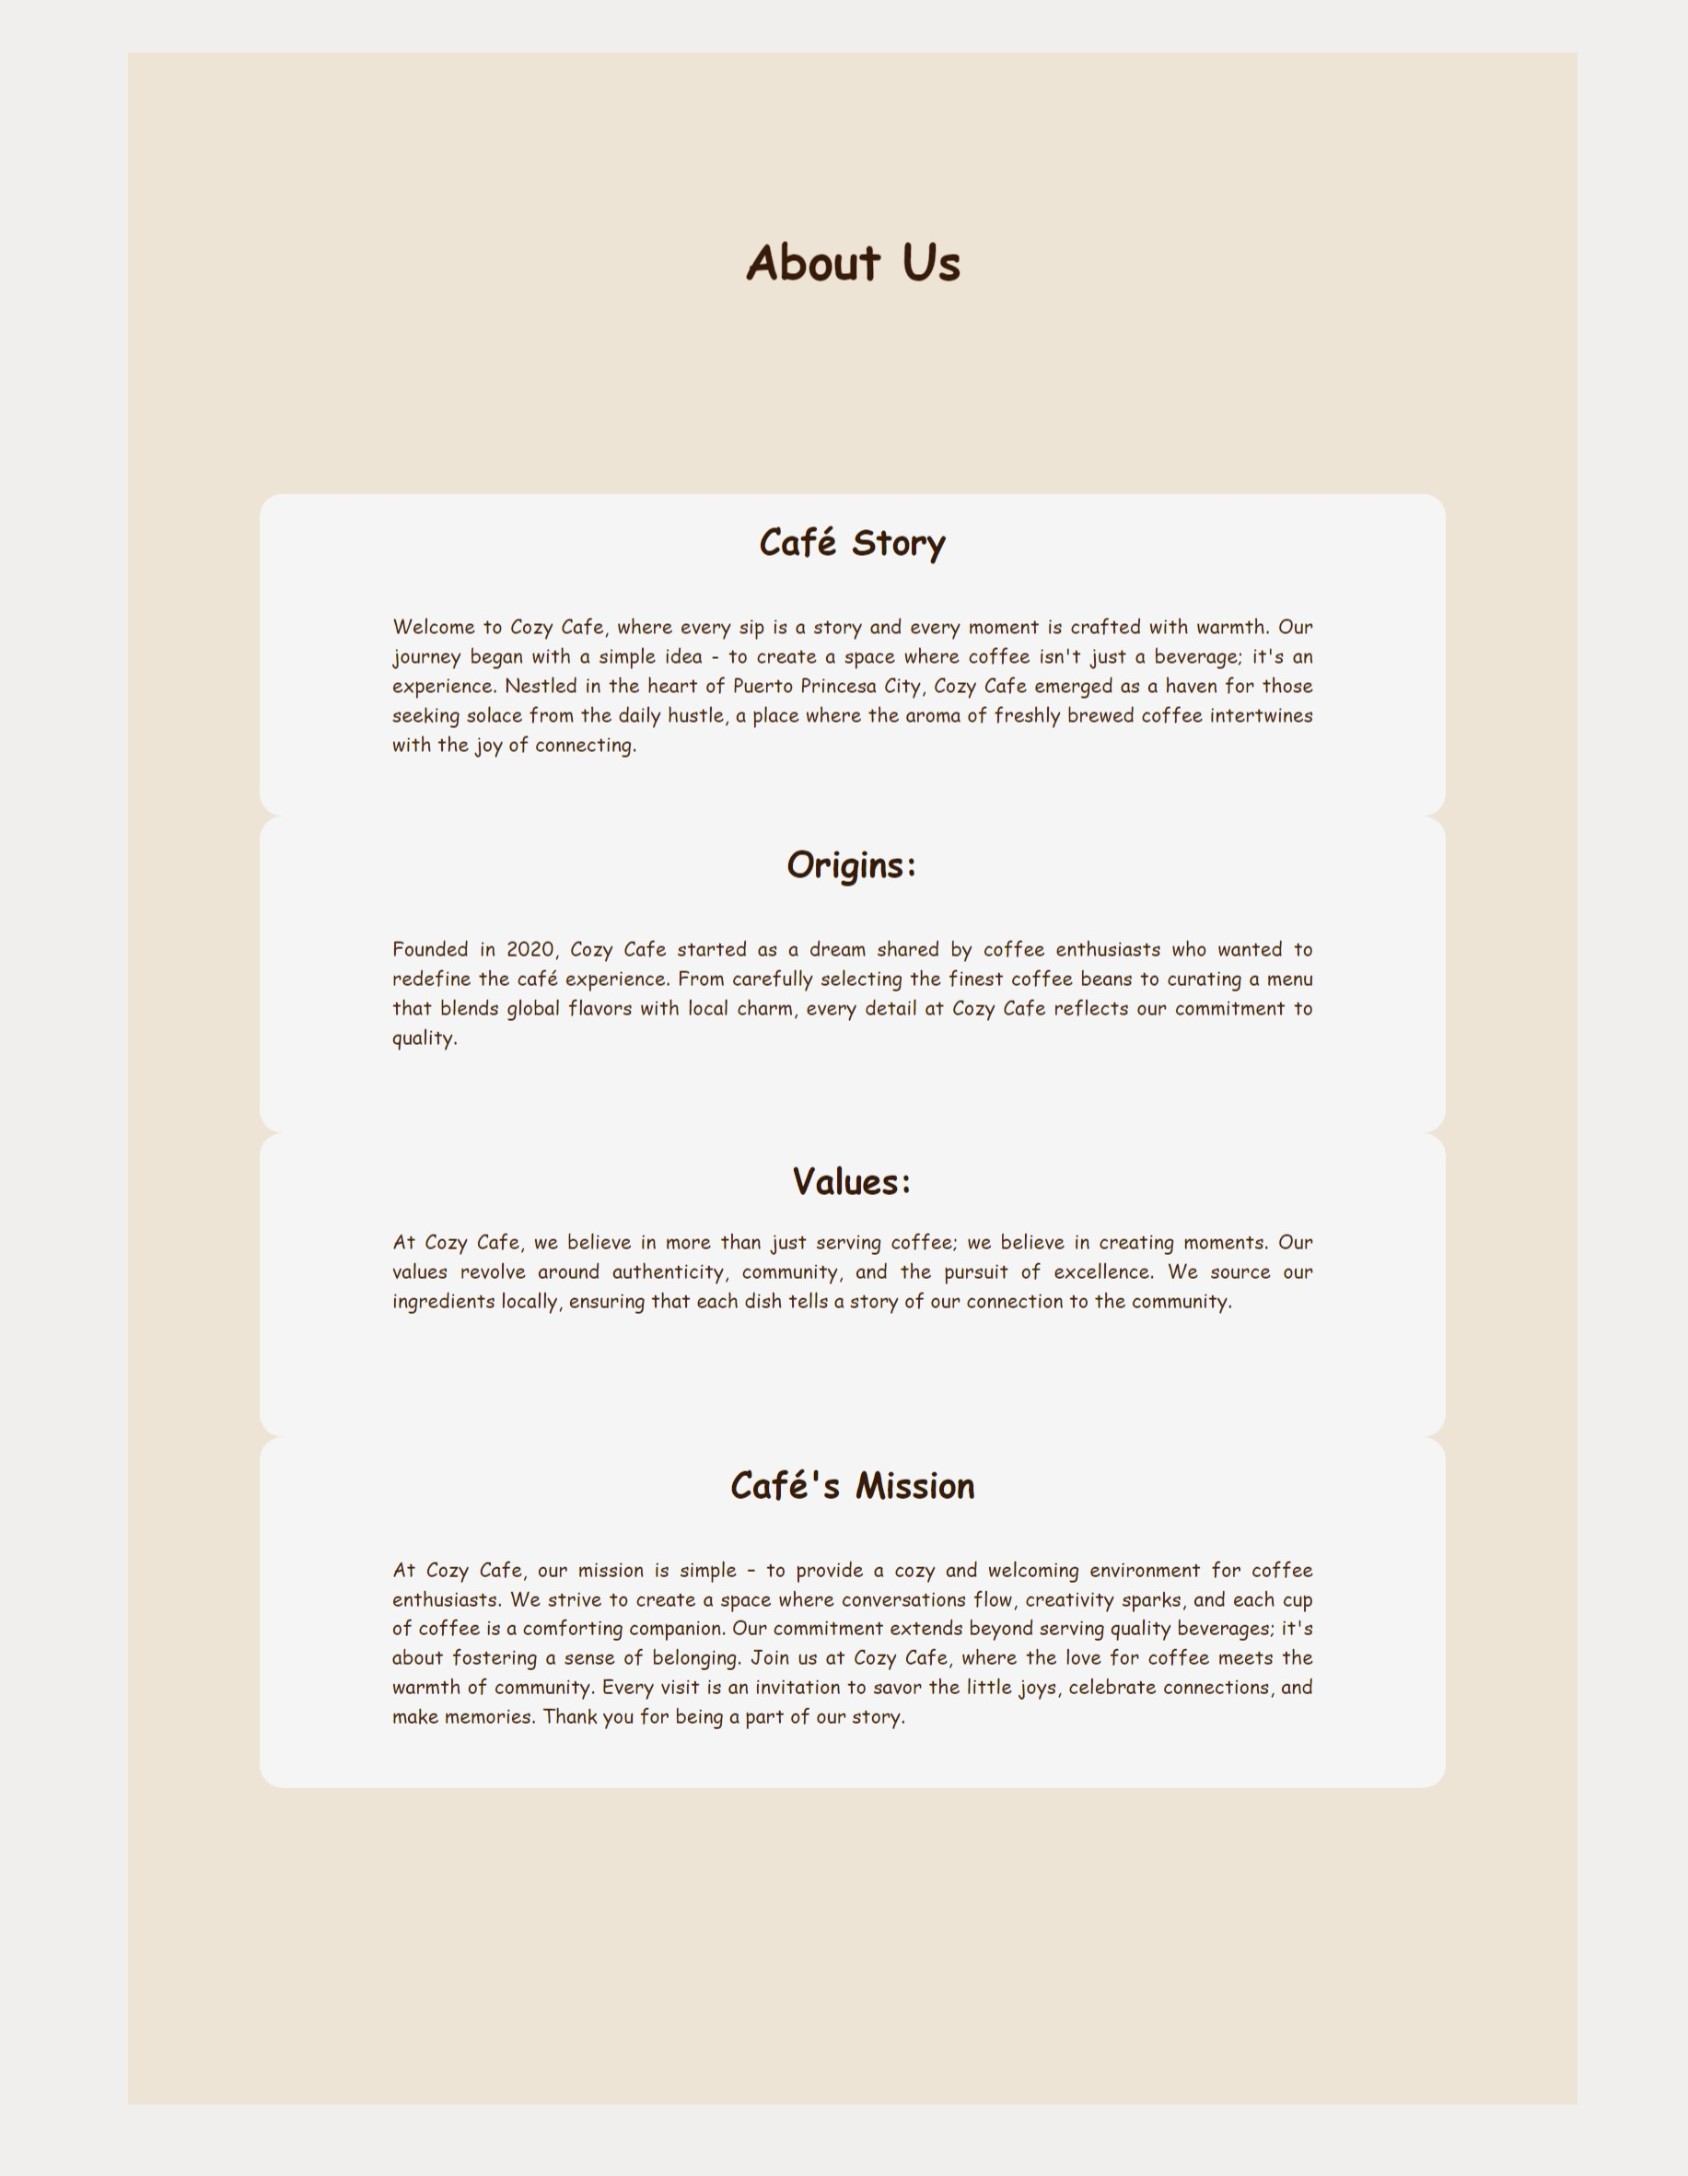 About Us
Café Story
Welcome to Cozy Cafe, where every sip is a story and every moment is crafted with warmth. Our
journey began with a simple idea - to create a space where coffee isn't just a beverage; it's an
experience. Nestled in the heart of Puerto Princesa City, Cozy Cafe emerged as a haven for those
seeking solace from the daily hustle, a place where the aroma of freshly brewed coffee intertwines
with the joy of connecting.
Origins:
Founded in 2020, Cozy Cafe started as a dream shared by coffee enthusiasts who wanted to
redefine the café experience. From carefully selecting the finest coffee beans to curating a menu
that blends global flavors with local charm, every detail at Cozy Cafe reflects our commitment to
quality.
Values:
At Cozy Cafe, we believe in more than just serving coffee; we believe in creating moments. Our
values revolve around authenticity, community, and the pursuit of excellence. We source our
ingredients locally, ensuring that each dish tells a story of our connection to the community.
Café's Mission
At Cozy Cafe, our mission is simple – to provide a cozy and welcoming environment for coffee
enthusiasts. We strive to create a space where conversations flow, creativity sparks, and each cup
of coffee is a comforting companion. Our commitment extends beyond serving quality beverages; it's
about fostering a sense of belonging. Join us at Cozy Cafe, where the love for coffee meets the
warmth of community. Every visit is an invitation to savor the little joys, celebrate connections, and
make memories. Thank you for being a part of our story.